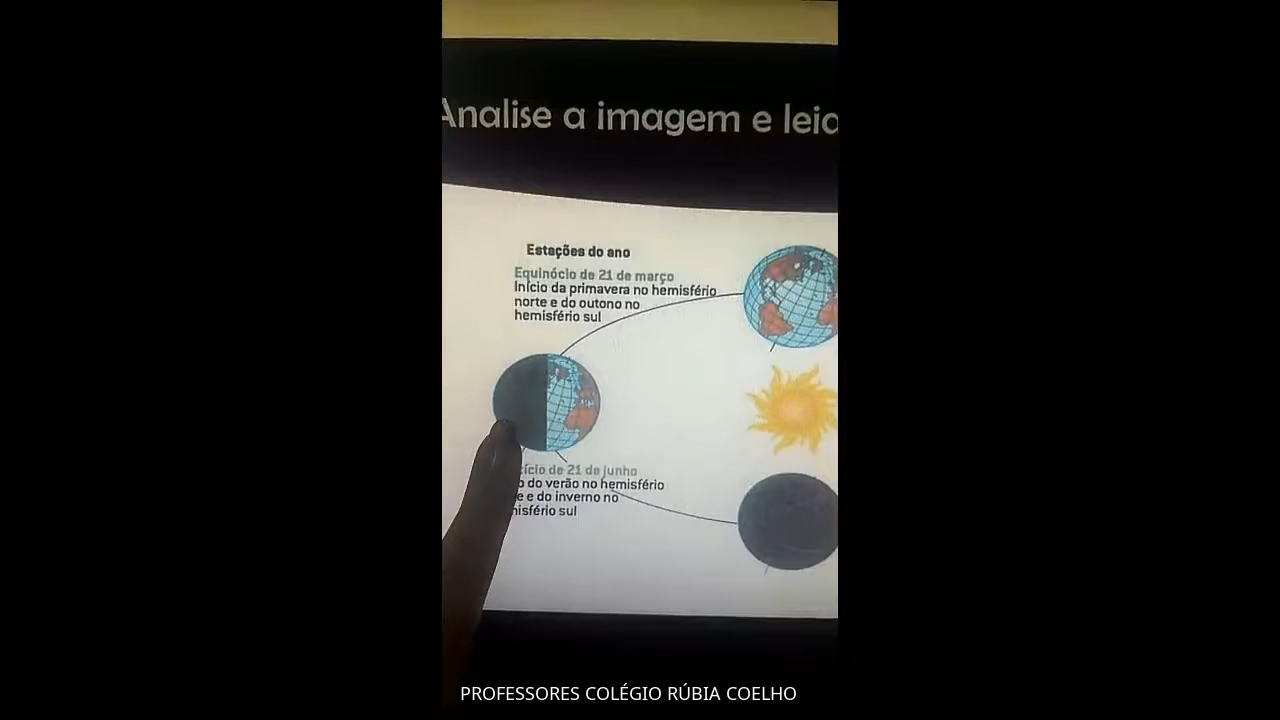 Analise a imagem e leia
Estações do ano
Equinócio de 21 de março
Início da primavera no hemisfério
norte e do outono no
hemisfério sul
ício de 21 de junho
o do verão no hemisfério
e e do inverno no
nisfério sul
PROFESSORES COLÉGIO RÚBIA COELHO